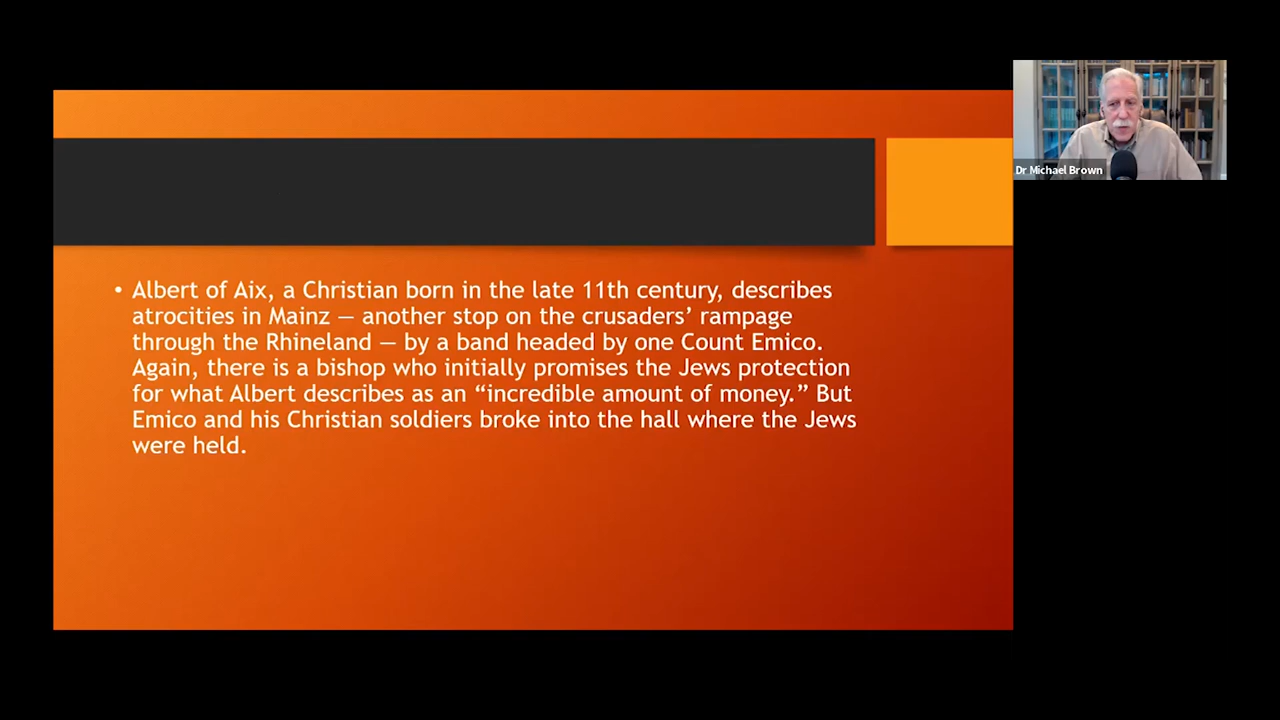 Dr Michael Brown
• Albert of Aix, a Christian born in the late 11th century, describes
atrocities in Mainz — another stop on the crusaders’ rampage
through the Rhineland — by a band headed by one Count Emico.
Again, there is a bishop who initially promises the Jews protection
for what Albert describes as an “incredible amount of money.” But
Emico and his Christian soldiers broke into the hall where the Jews
were held.